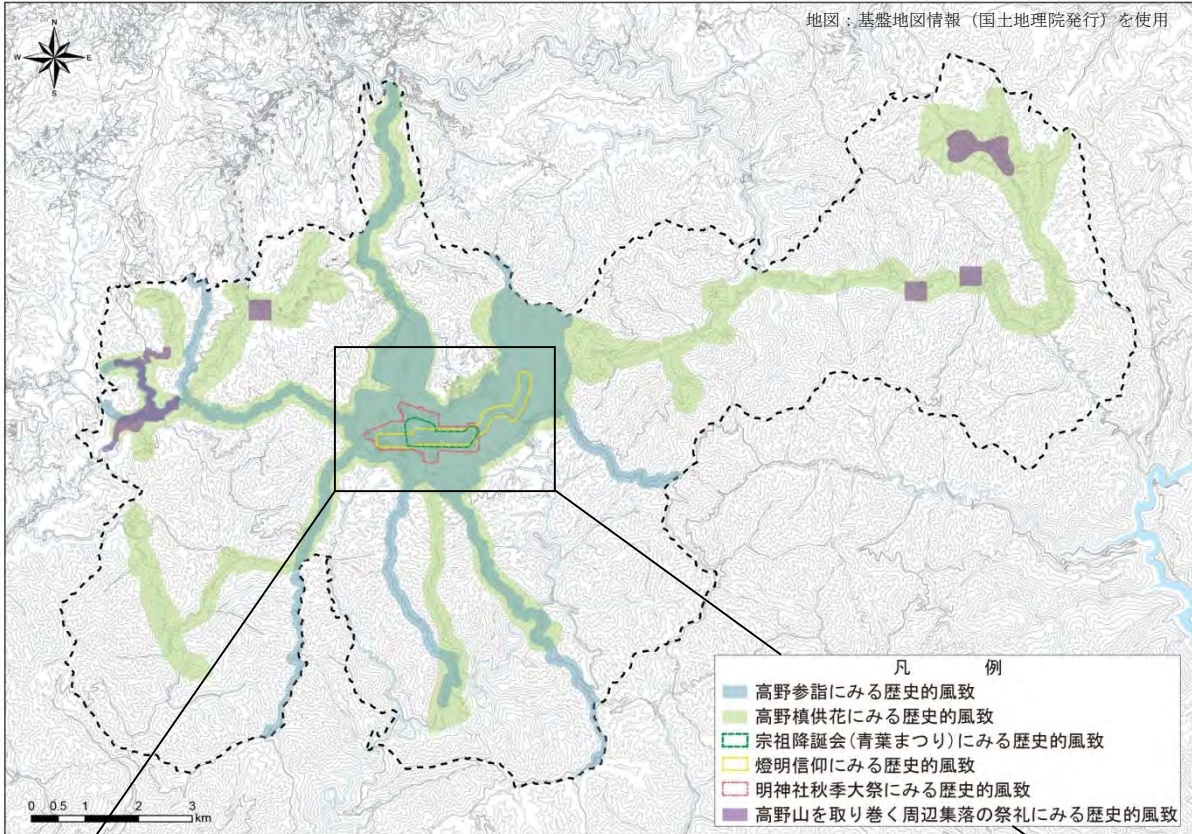 地図：基盤地図情報（国土地理院発行）を使用
N
W E
S
凡 例
高野参詣にみる歴史的風致
高野槙供花にみる歴史的風致
宗祖降誕会(青葉まつり)にみる歴史的風致
燈明信仰にみる歴史的風致
明神社秋季大祭にみる歴史的風致
高野山を取り巻く周辺集落の祭礼にみる歴史的風致
0 0.5 1 2 3
km